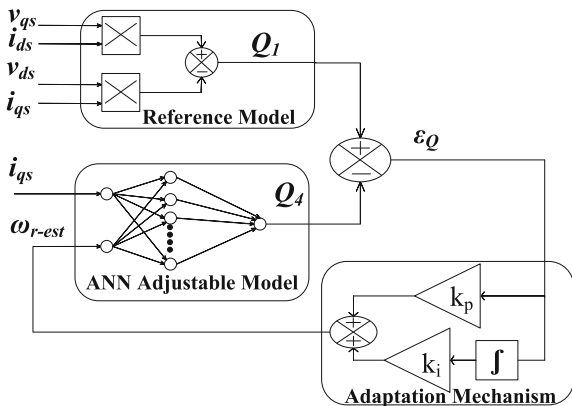 v_qs
i_ds
v_ds
i_qs
+
−
Q_1
Reference Model
i_qs
ω_r-est
Q_4
ANN Adjustable Model
+
−
ε_Q
k_p
+
+
k_i
∫
Adaptation Mechanism